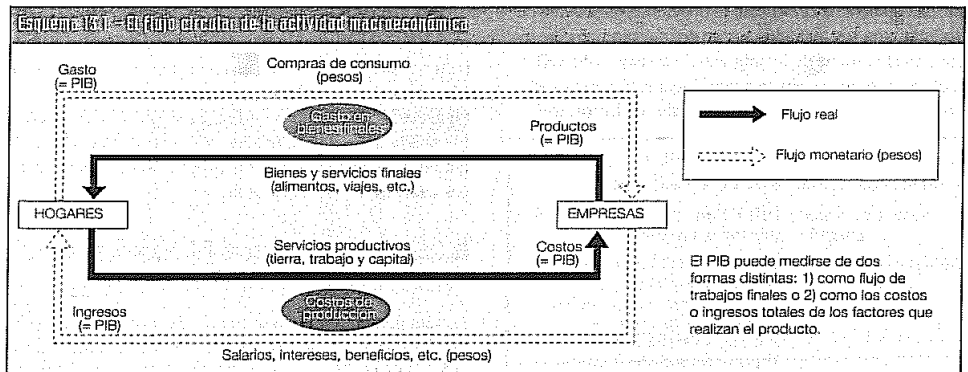 Esquema 13.1 – El flujo circular de la actividad macroeconómica
Gasto
(= PIB)
Compras de consumo
(pesos)
Gasto en
bienes finales
Productos
(= PIB)
Bienes y servicios finales
(alimentos, viajes, etc.)
HOGARES
EMPRESAS
Servicios productivos
(tierra, trabajo y capital)
Costos
(= PIB)
Costos de
producción
Ingresos
(= PIB)
Salarios, intereses, beneficios, etc. (pesos)
Flujo real
Flujo monetario (pesos)
El PIB puede medirse de dos
formas distintas: 1) como flujo de
trabajos finales o 2) como los costos
o ingresos totales de los factores que
realizan el producto.